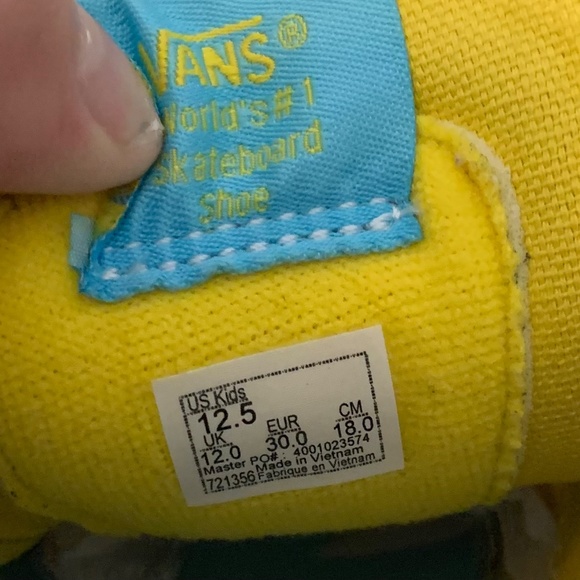 VANS®
World's #1
Skateboard
Shoe
US Kids
12.5
UK EUR CM
12.0 30.0 18.0
Master PO# : 4001023574
Made in Vietnam
721356 Fabrique en Vietnam